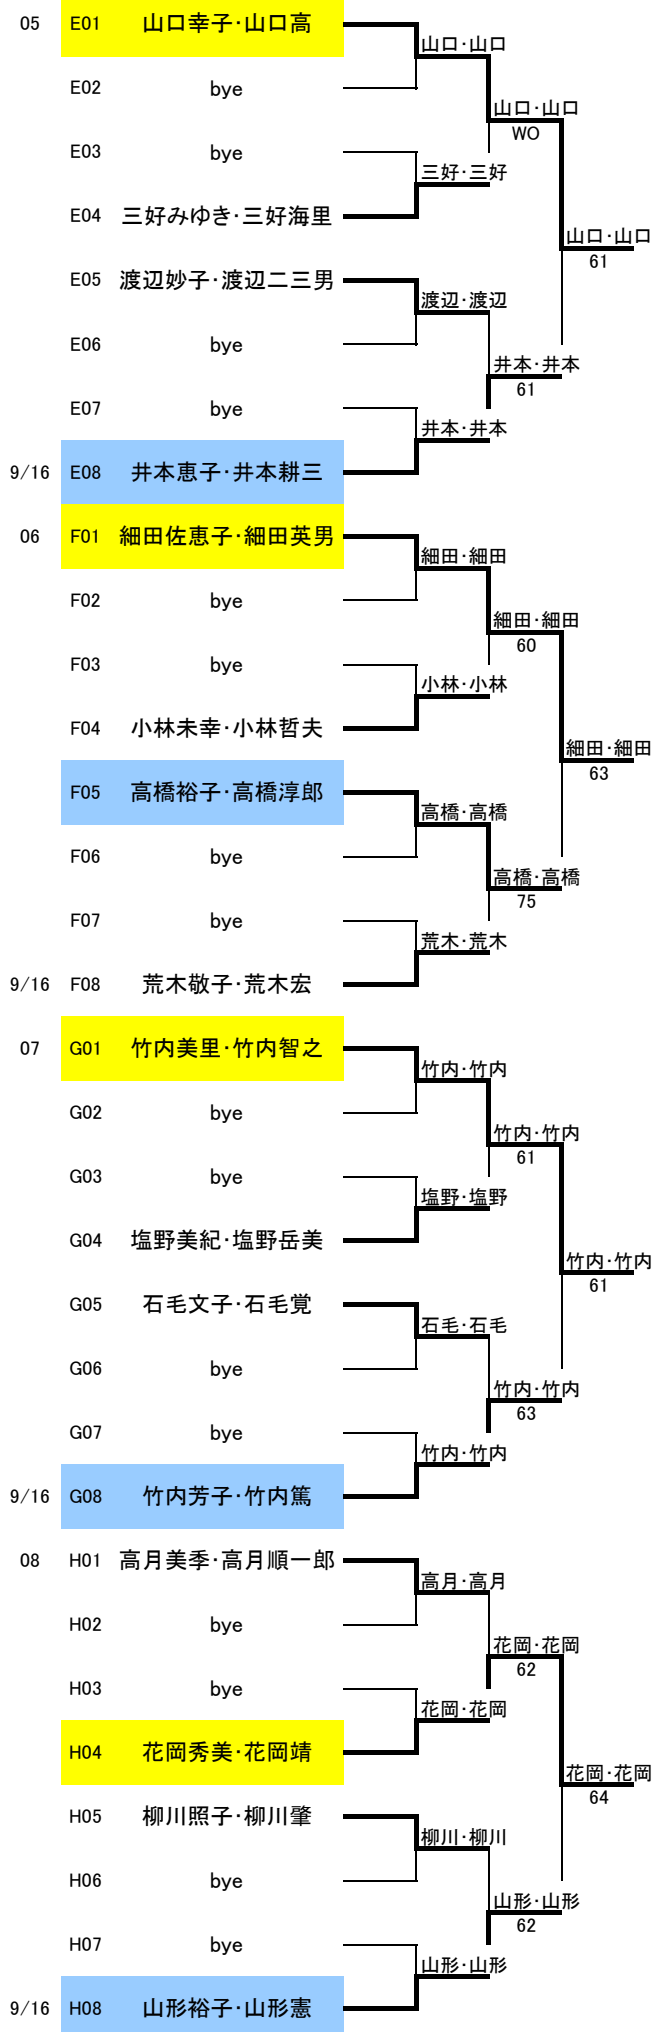 05 E01 山口幸子・山口高
山口・山口
E02 bye
山口・山口
WO
E03 bye
三好・三好
E04 三好みゆき・三好海里
山口・山口
61
E05 渡辺妙子・渡辺二三男
渡辺・渡辺
E06 bye
井本・井本
61
E07 bye
井本・井本
9/16 E08 井本恵子・井本耕三
06 F01 細田佐恵子・細田英男
細田・細田
F02 bye
細田・細田
60
F03 bye
小林・小林
F04 小林未幸・小林哲夫
細田・細田
63
F05 高橋裕子・高橋淳郎
高橋・高橋
F06 bye
高橋・高橋
75
F07 bye
荒木・荒木
9/16 F08 荒木敬子・荒木宏
07 G01 竹内美里・竹内智之
竹内・竹内
G02 bye
竹内・竹内
61
G03 bye
塩野・塩野
G04 塩野美紀・塩野岳美
竹内・竹内
61
G05 石毛文子・石毛覚
石毛・石毛
G06 bye
竹内・竹内
63
G07 bye
竹内・竹内
9/16 G08 竹内芳子・竹内篤
08 H01 高月美季・高月順一郎
高月・高月
H02 bye
花岡・花岡
62
H03 bye
花岡・花岡
H04 花岡秀美・花岡靖
花岡・花岡
64
H05 柳川照子・柳川肇
柳川・柳川
H06 bye
山形・山形
62
H07 bye
山形・山形
9/16 H08 山形裕子・山形憲